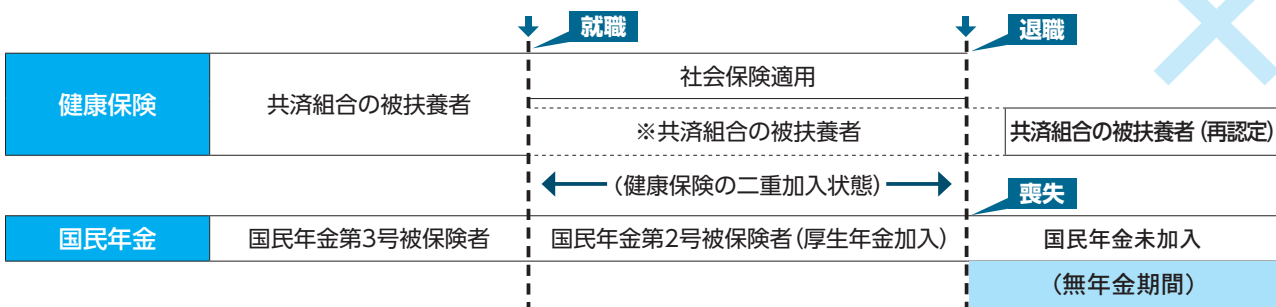 就職
退職
健康保険
共済組合の被扶養者
社会保険適用
※共済組合の被扶養者
共済組合の被扶養者(再認定)
(健康保険の二重加入状態)
喪失
国民年金
国民年金第3号被保険者
国民年金第2号被保険者(厚生年金加入)
国民年金未加入
(無年金期間)